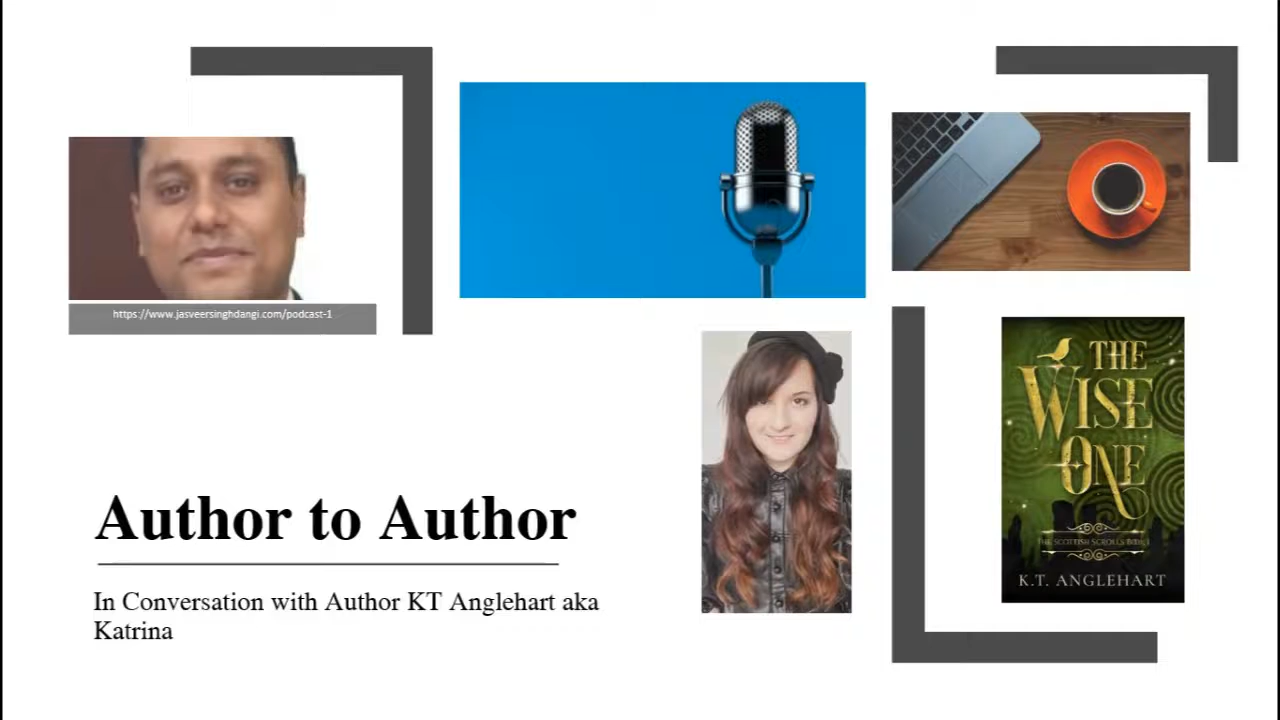 https://www.jasveersinghdangi.com/podcast-1
THE
WISE
ONE
THE SCOTTISH SCROLLS BOOK 1
K.T. ANGLEHART
Author to Author
In Conversation with Author KT Anglehart aka
Katrina